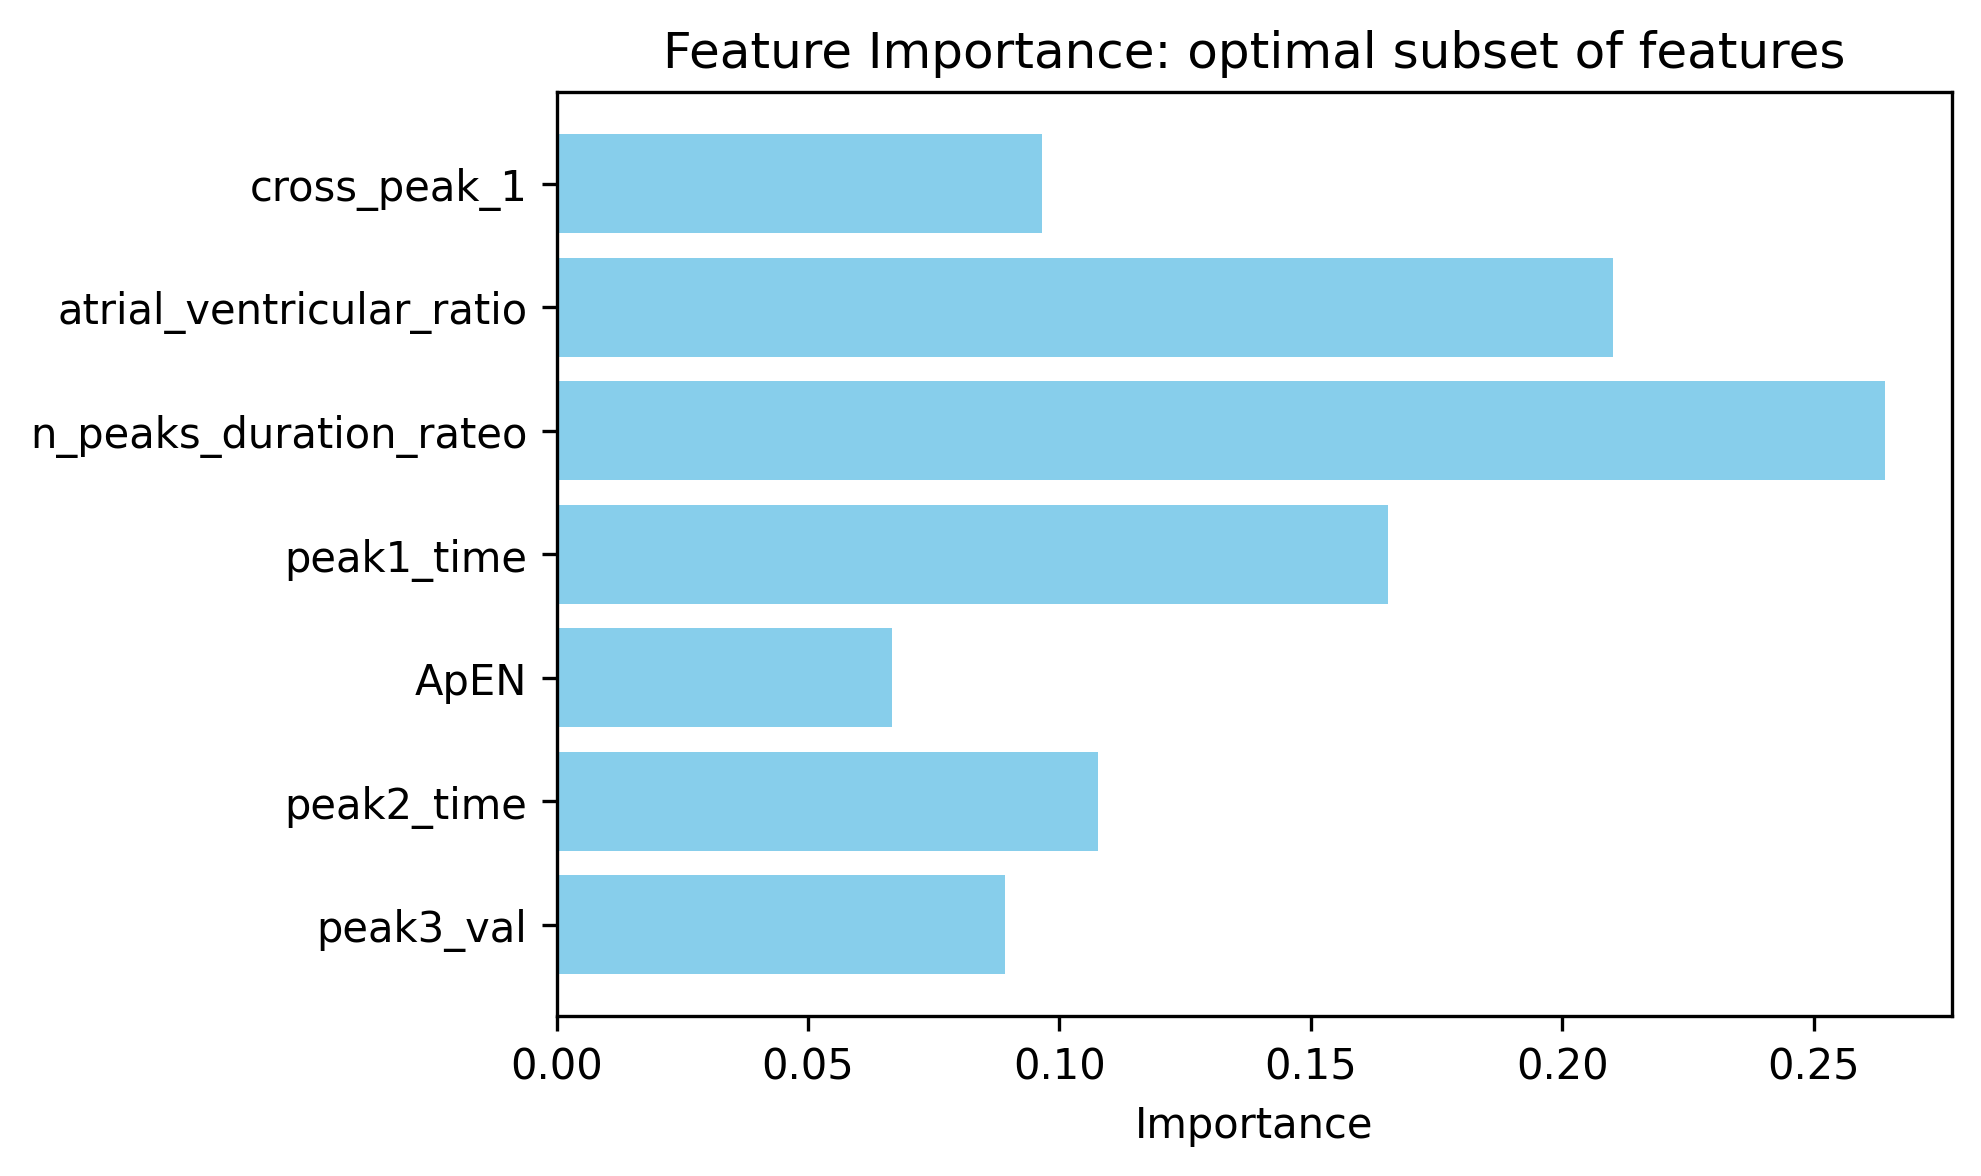 Feature Importance: optimal subset of features
cross_peak_1
atrial_ventricular_ratio
n_peaks_duration_rateo
peak1_time
ApEN
peak2_time
peak3_val
0.00 0.05 0.10 0.15 0.20 0.25
Importance